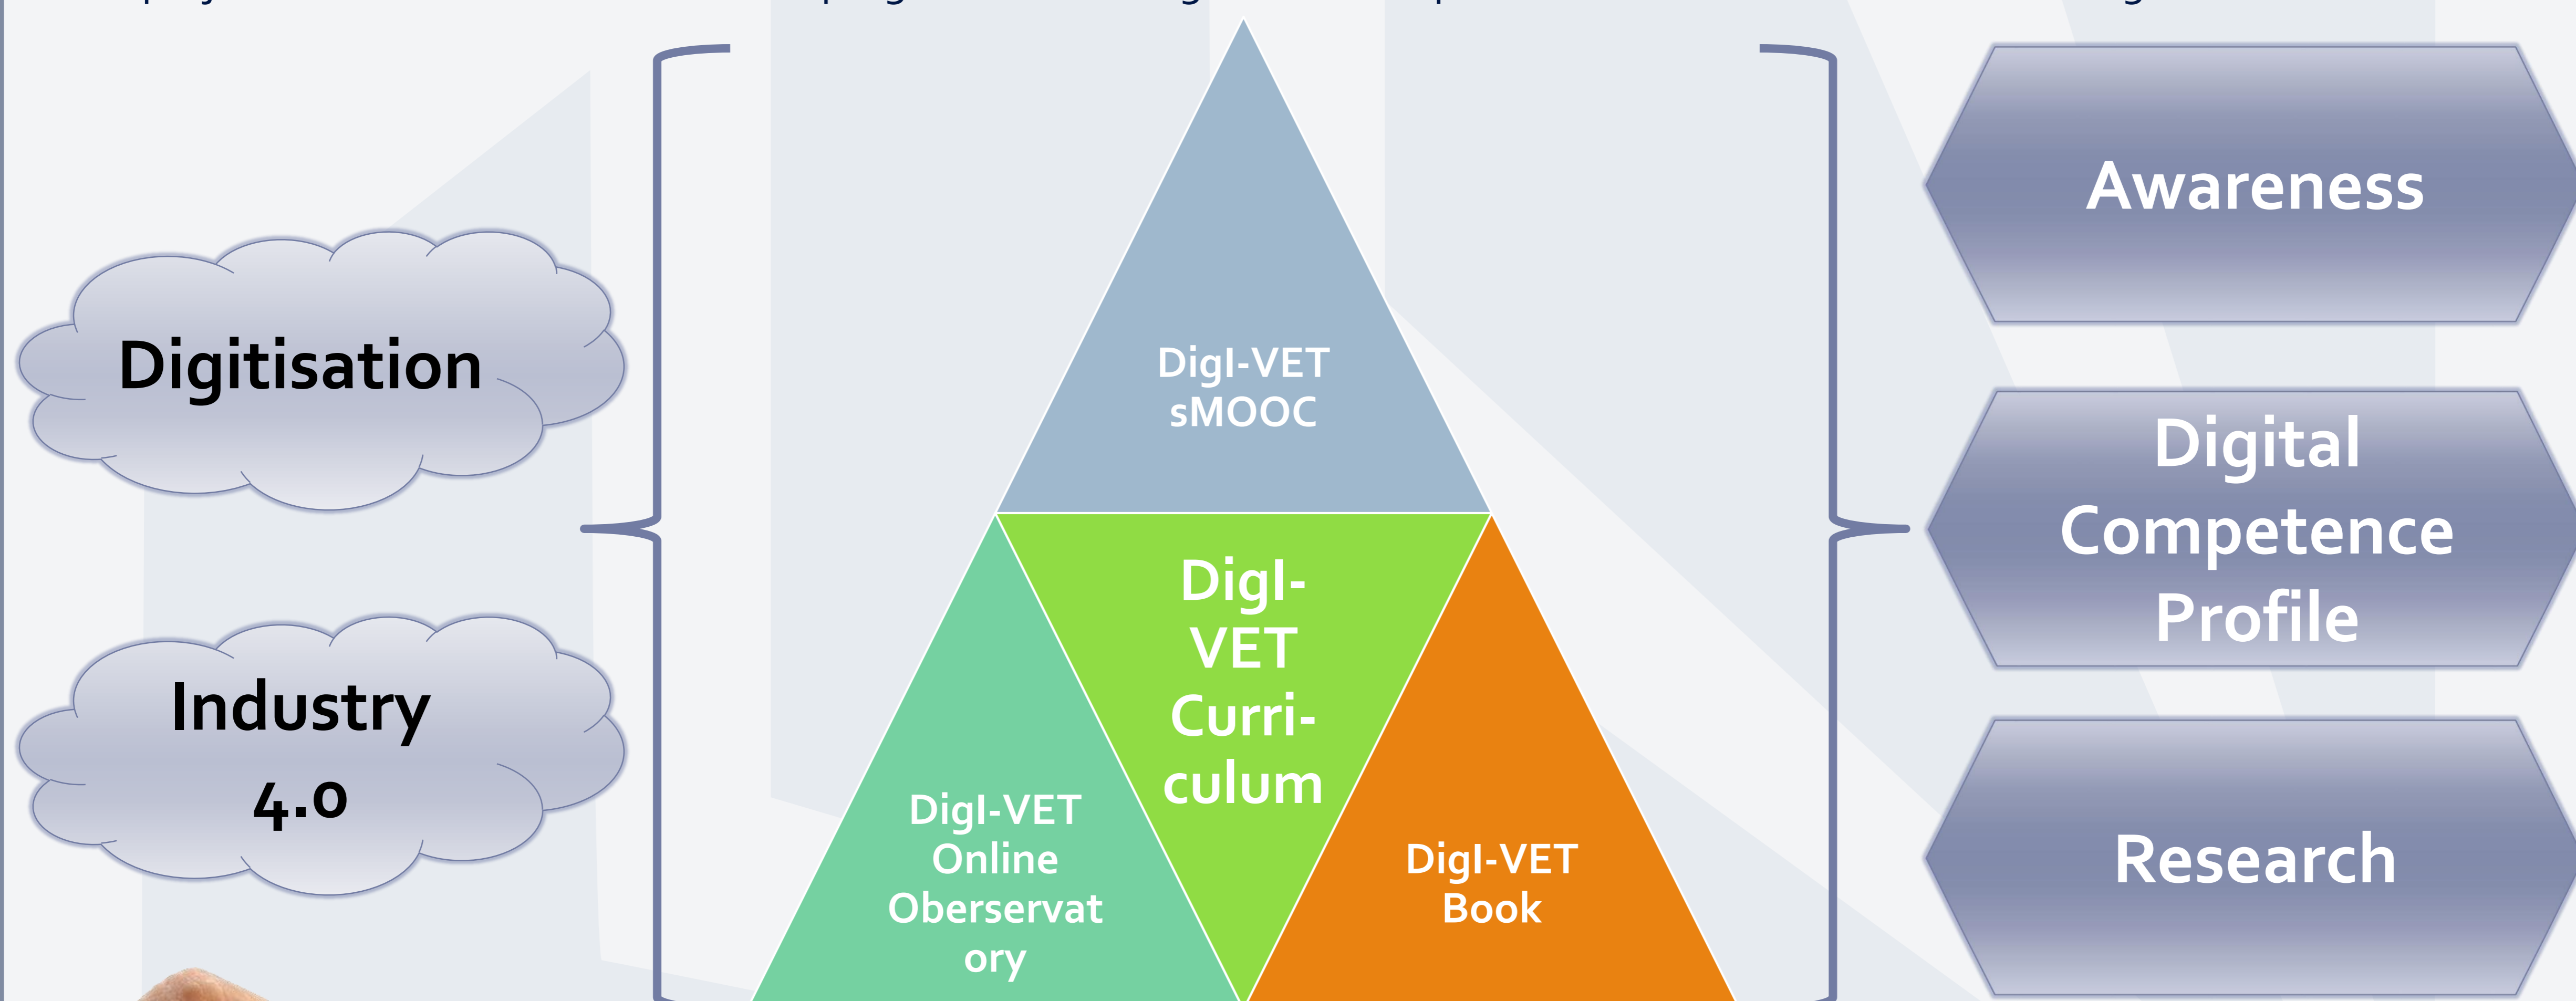 Digitisation
Industry
4.0
DigI-VET
sMOOC
DigI-
VET
Curri-
culum
DigI-VET
Online
Oberservat
ory
DigI-VET
Book
Awareness
Digital
Competence
Profile
Research